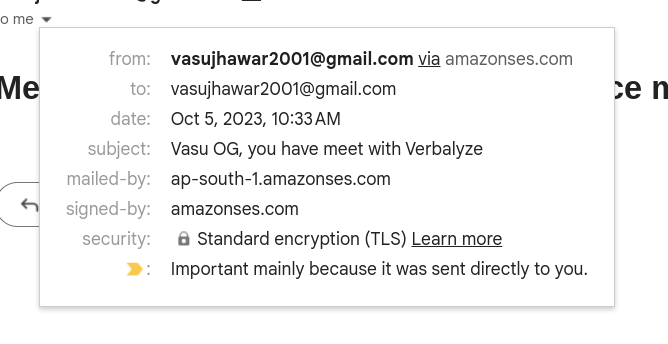 o me
Me
ce m
from: vasujhawar2001@gmail.com via amazonses.com
to: vasujhawar2001@gmail.com
date: Oct 5, 2023, 10:33 AM
subject: Vasu OG, you have meet with Verbalyze
mailed-by: ap-south-1.amazonses.com
signed-by: amazonses.com
security: Standard encryption (TLS) Learn more
: Important mainly because it was sent directly to you.